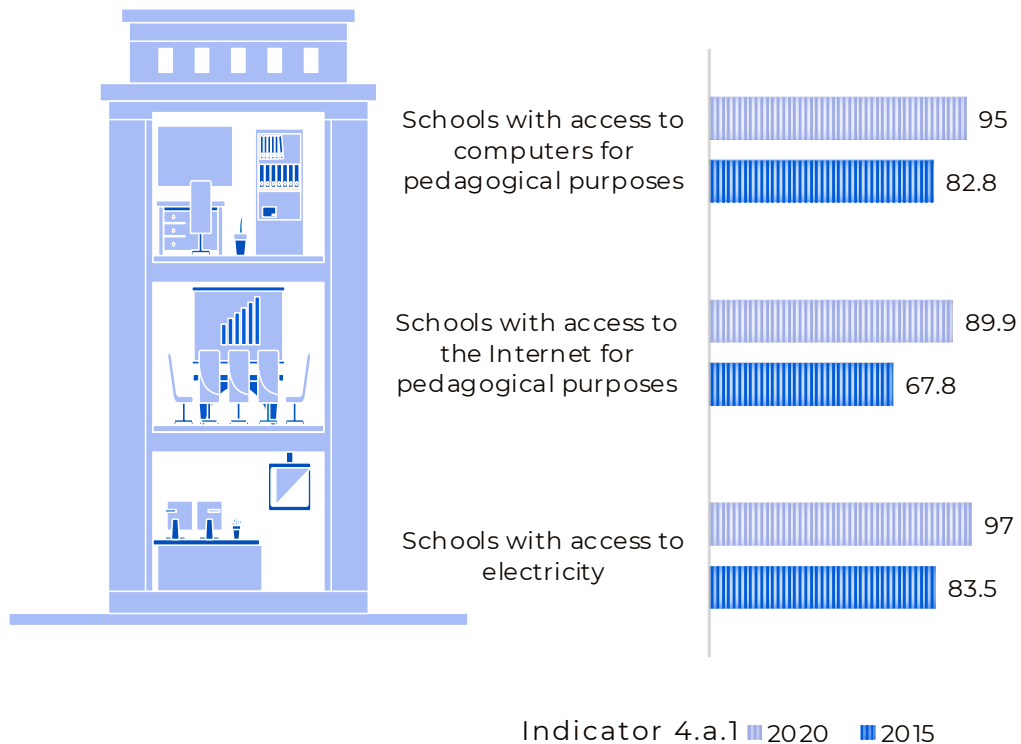 Schools with access to
computers for
pedagogical purposes
95
82.8
Schools with access to
the Internet for
pedagogical purposes
89.9
67.8
Schools with access to
electricity
97
83.5
Indicator 4.a.1 2020 2015